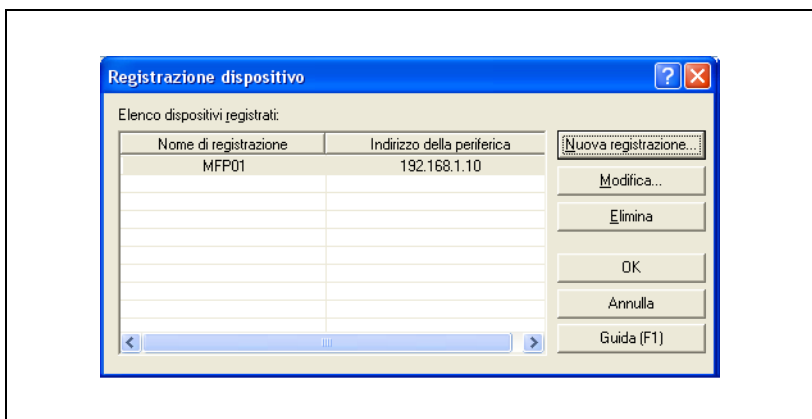 Registrazione dispositivo
Elenco dispositivi registrati:
Nome di registrazione Indirizzo della periferica
MFP01 192.168.1.10
Nuova registrazione...
Modifica...
Elimina
OK
Annulla
Guida (F1)